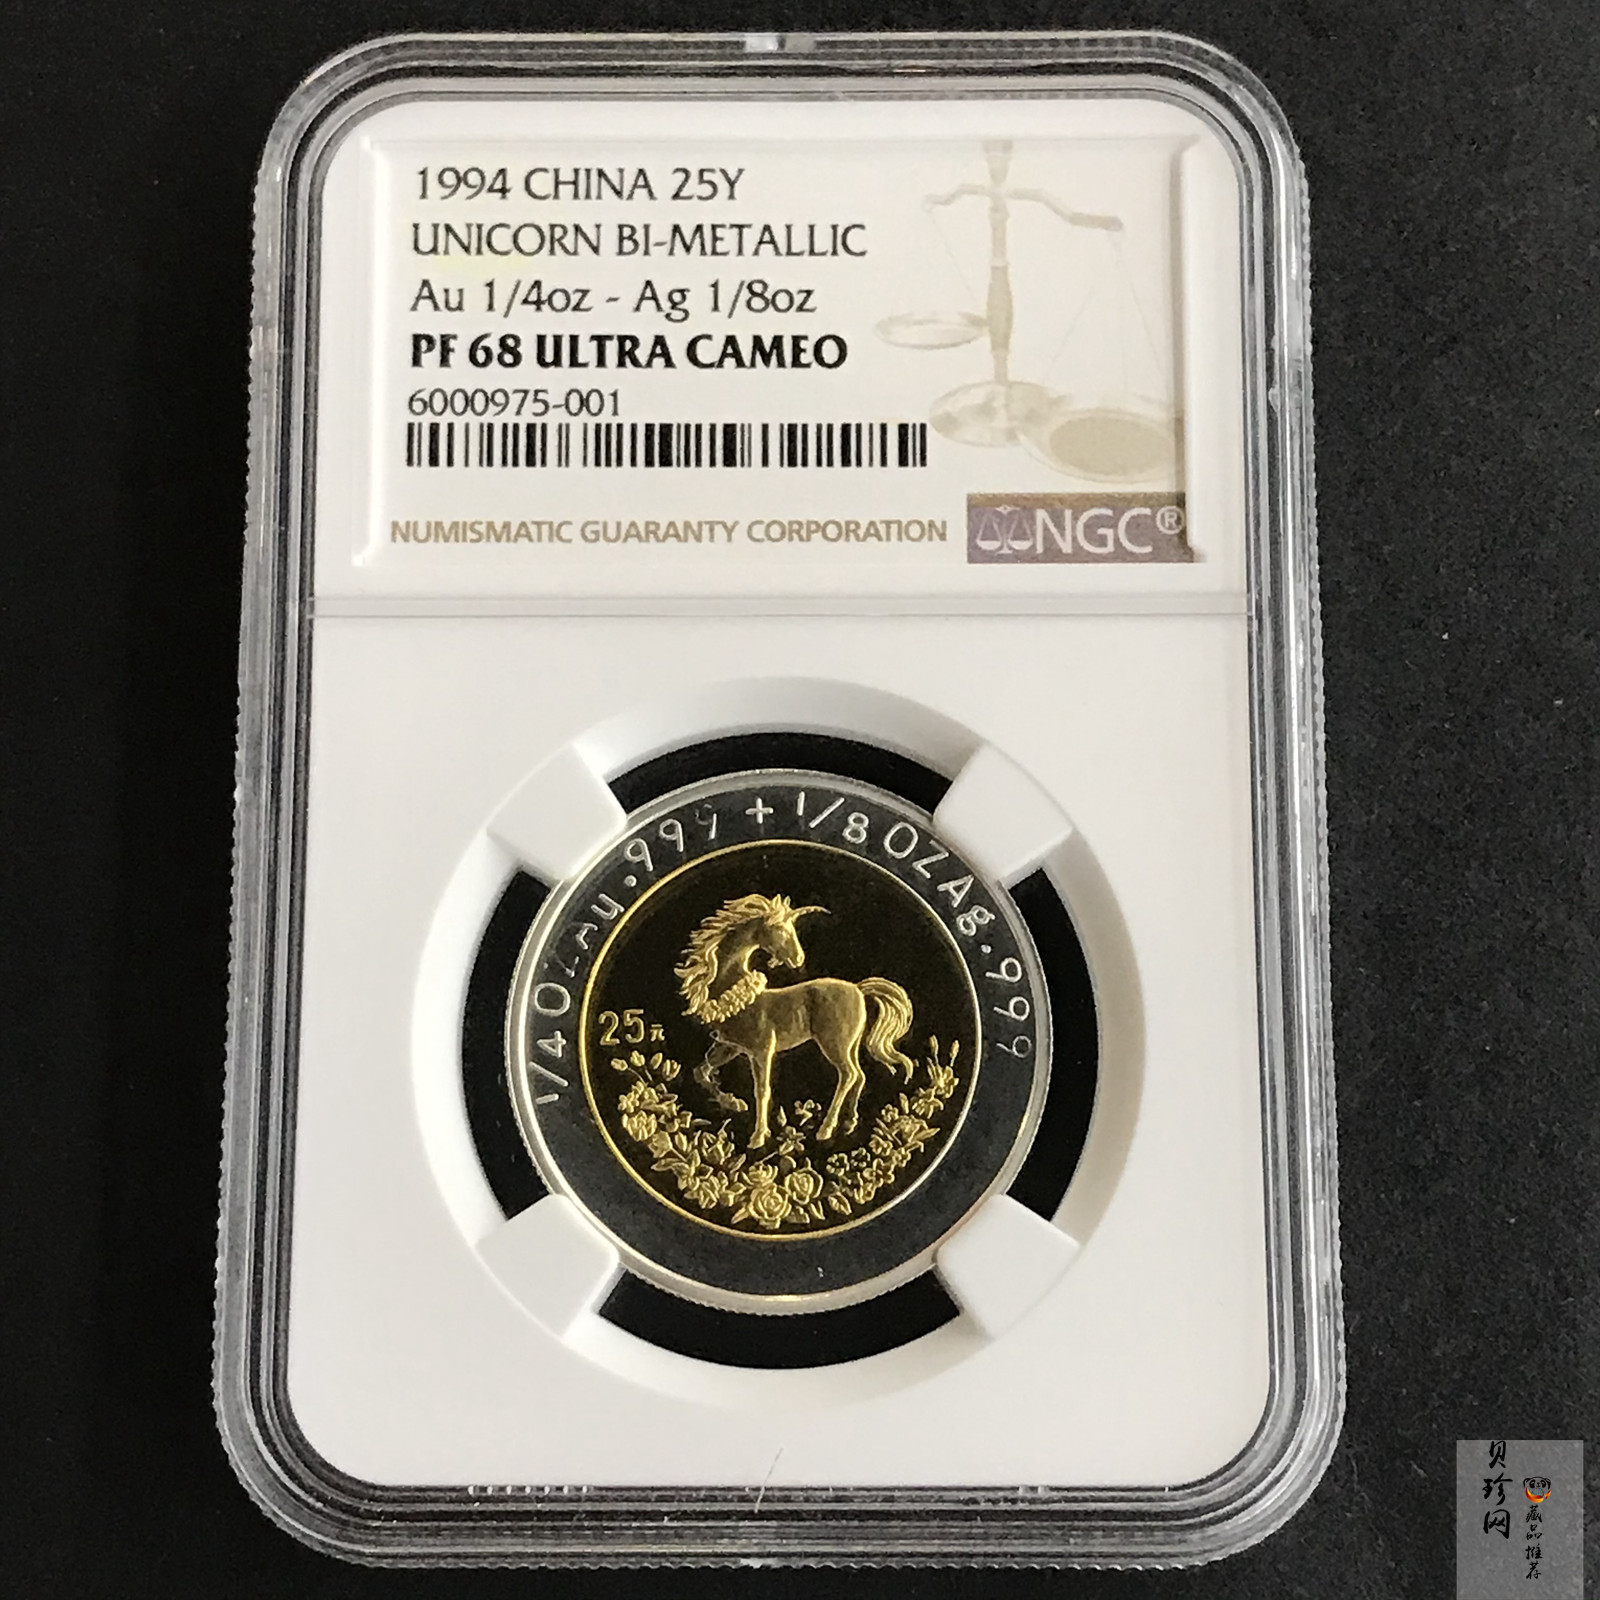 1994 CHINA 25Y
UNICORN BI-METALLIC
Au 1/4oz - Ag 1/8oz
PF 68 ULTRA CAMEO
6000975-001
NUMISMATIC GUARANTY CORPORATION
NGC®
1/4OZAu.999 + 1/8OZAg.999
25元
贝珍网
藏品推荐